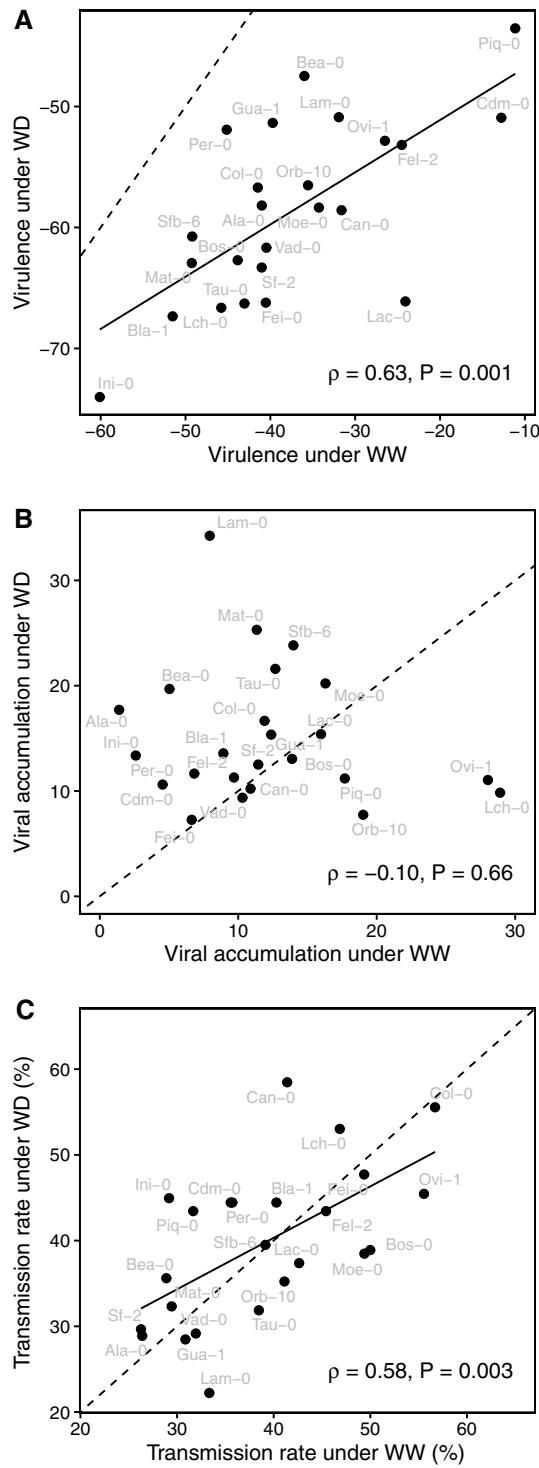 A
Piq−0
Bea−0
Gua−1
Lam−0
Cdm−0
Ovi−1
Per−0
Fel−2
Col−0
Orb−10
Sfb−6
Ala−0
Moe−0
Can−0
Bos−0
Vad−0
Mat−0
Sf−2
Tau−0
Bla−1
Lch−0
Fei−0
Lac−0
Ini−0
ρ = 0.63, P = 0.001
−50
−60
−70
Virulence under WD
−60 −50 −40 −30 −20 −10
Virulence under WW
B
Lam−0
Mat−0
Sfb−6
Bea−0
Tau−0
Moe−0
Ala−0
Col−0
Lac−0
Ini−0
Bla−1
Sf−2
Gua−1
Per−0
Fel−2
Bos−0
Ovi−1
Cdm−0
Can−0
Piq−0
Lch−0
Fei−0
Vad−0
Orb−10
ρ = −0.10, P = 0.66
30
20
10
0
Viral accumulation under WD
0 10 20 30
Viral accumulation under WW
C
Can−0
Col−0
Lch−0
Ini−0
Cdm−0
Bla−1
Fei−0
Ovi−1
Piq−0
Per−0
Fel−2
Sfb−6
Lac−0
Bos−0
Bea−0
Moe−0
Mat−0
Orb−10
Sf−2
Vad−0
Tau−0
Ala−0
Gua−1
Lam−0
ρ = 0.58, P = 0.003
60
50
40
30
20
Transmission rate under WD (%)
20 30 40 50 60
Transmission rate under WW (%)